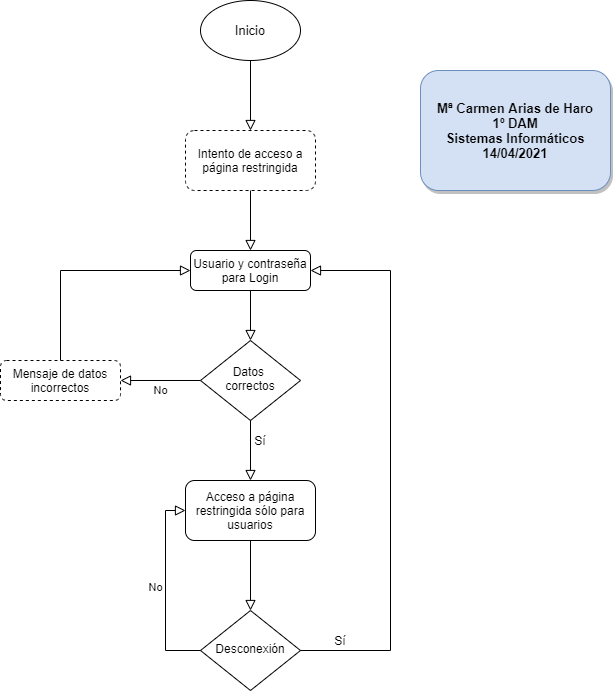 Inicio
Mª Carmen Arias de Haro
1º DAM
Sistemas Informáticos
14/04/2021
Intento de acceso a
página restringida
Usuario y contraseña
para Login
Mensaje de datos
incorrectos
No
Datos
correctos
Sí
Acceso a página
restringida sólo para
usuarios
No
Desconexión
Sí